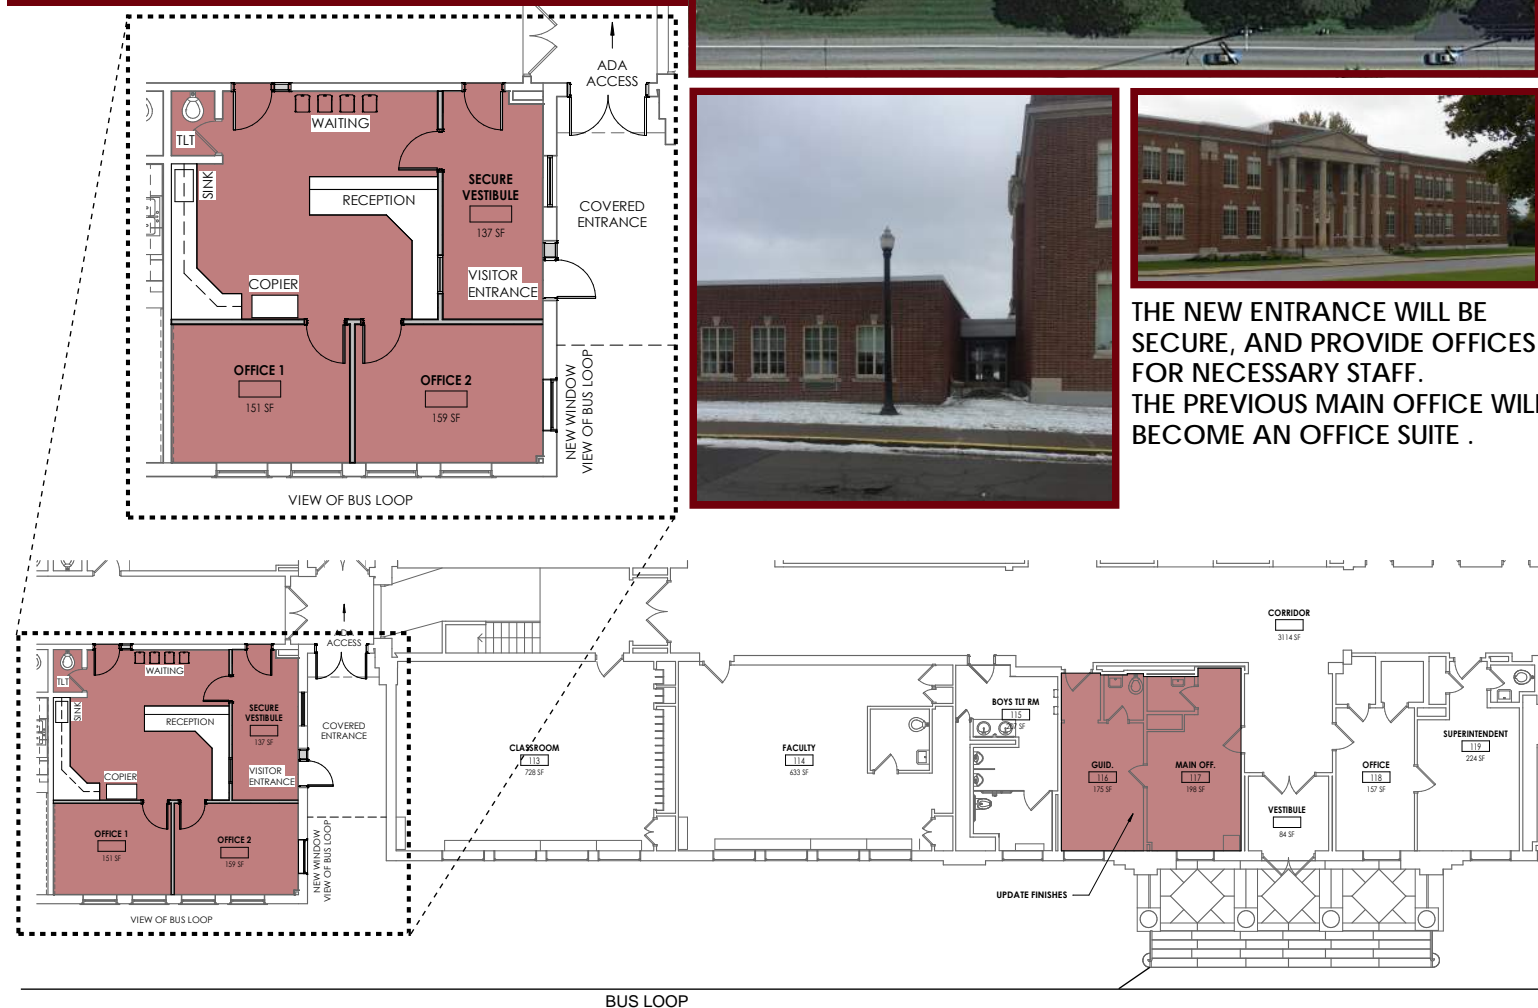 ADA
ACCESS
WAITING
TLT
SINK
RECEPTION
SECURE
VESTIBULE
137 SF
COVERED
ENTRANCE
VISITOR
ENTRANCE
COPIER
OFFICE 1
151 SF
OFFICE 2
159 SF
NEW WINDOW
VIEW OF BUS LOOP
VIEW OF BUS LOOP
THE NEW ENTRANCE WILL BE
SECURE, AND PROVIDE OFFICES
FOR NECESSARY STAFF.
THE PREVIOUS MAIN OFFICE WILL
BECOME AN OFFICE SUITE .
ADA
ACCESS
WAITING
TLT
SINK
RECEPTION
SECURE
VESTIBULE
137 SF
COVERED
ENTRANCE
VISITOR
ENTRANCE
COPIER
OFFICE 1
151 SF
OFFICE 2
159 SF
NEW WINDOW
VIEW OF BUS LOOP
VIEW OF BUS LOOP
CLASSROOM
113
728 SF
FACULTY
114
633 SF
BOYS TLT RM
115
GUID.
116
175 SF
MAIN OFF.
117
198 SF
UPDATE FINISHES
CORRIDOR
3114 SF
VESTIBULE
84 SF
OFFICE
118
157 SF
SUPERINTENDENT
119
224 SF
BUS LOOP